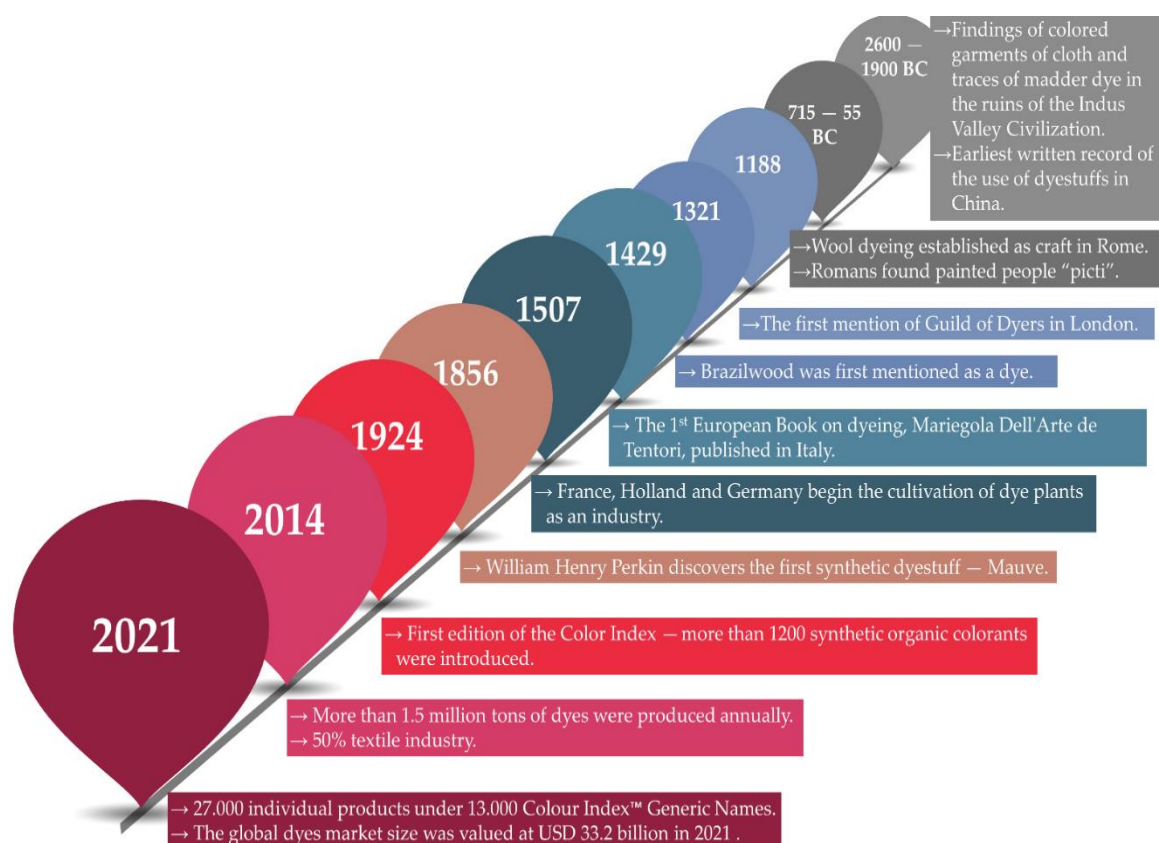 2600 —
1900 BC
→Findings of colored
garments of cloth and
traces of madder dye in
the ruins of the Indus
Valley Civilization.
→Earliest written record of
the use of dyestuffs in
China.
715 — 55
BC
→Wool dyeing established as craft in Rome.
→Romans found painted people “picti”.
1188
→The first mention of Guild of Dyers in London.
1321
→ Brazilwood was first mentioned as a dye.
1429
→ The 1st European Book on dyeing, Mariegola Dell'Arte de
Tentori, published in Italy.
1507
→ France, Holland and Germany begin the cultivation of dye plants
as an industry.
1856
→ William Henry Perkin discovers the first synthetic dyestuff — Mauve.
1924
→ First edition of the Color Index — more than 1200 synthetic organic colorants
were introduced.
2014
→ More than 1.5 million tons of dyes were produced annually.
→ 50% textile industry.
2021
→ 27.000 individual products under 13.000 Colour Index™ Generic Names.
→ The global dyes market size was valued at USD 33.2 billion in 2021 .